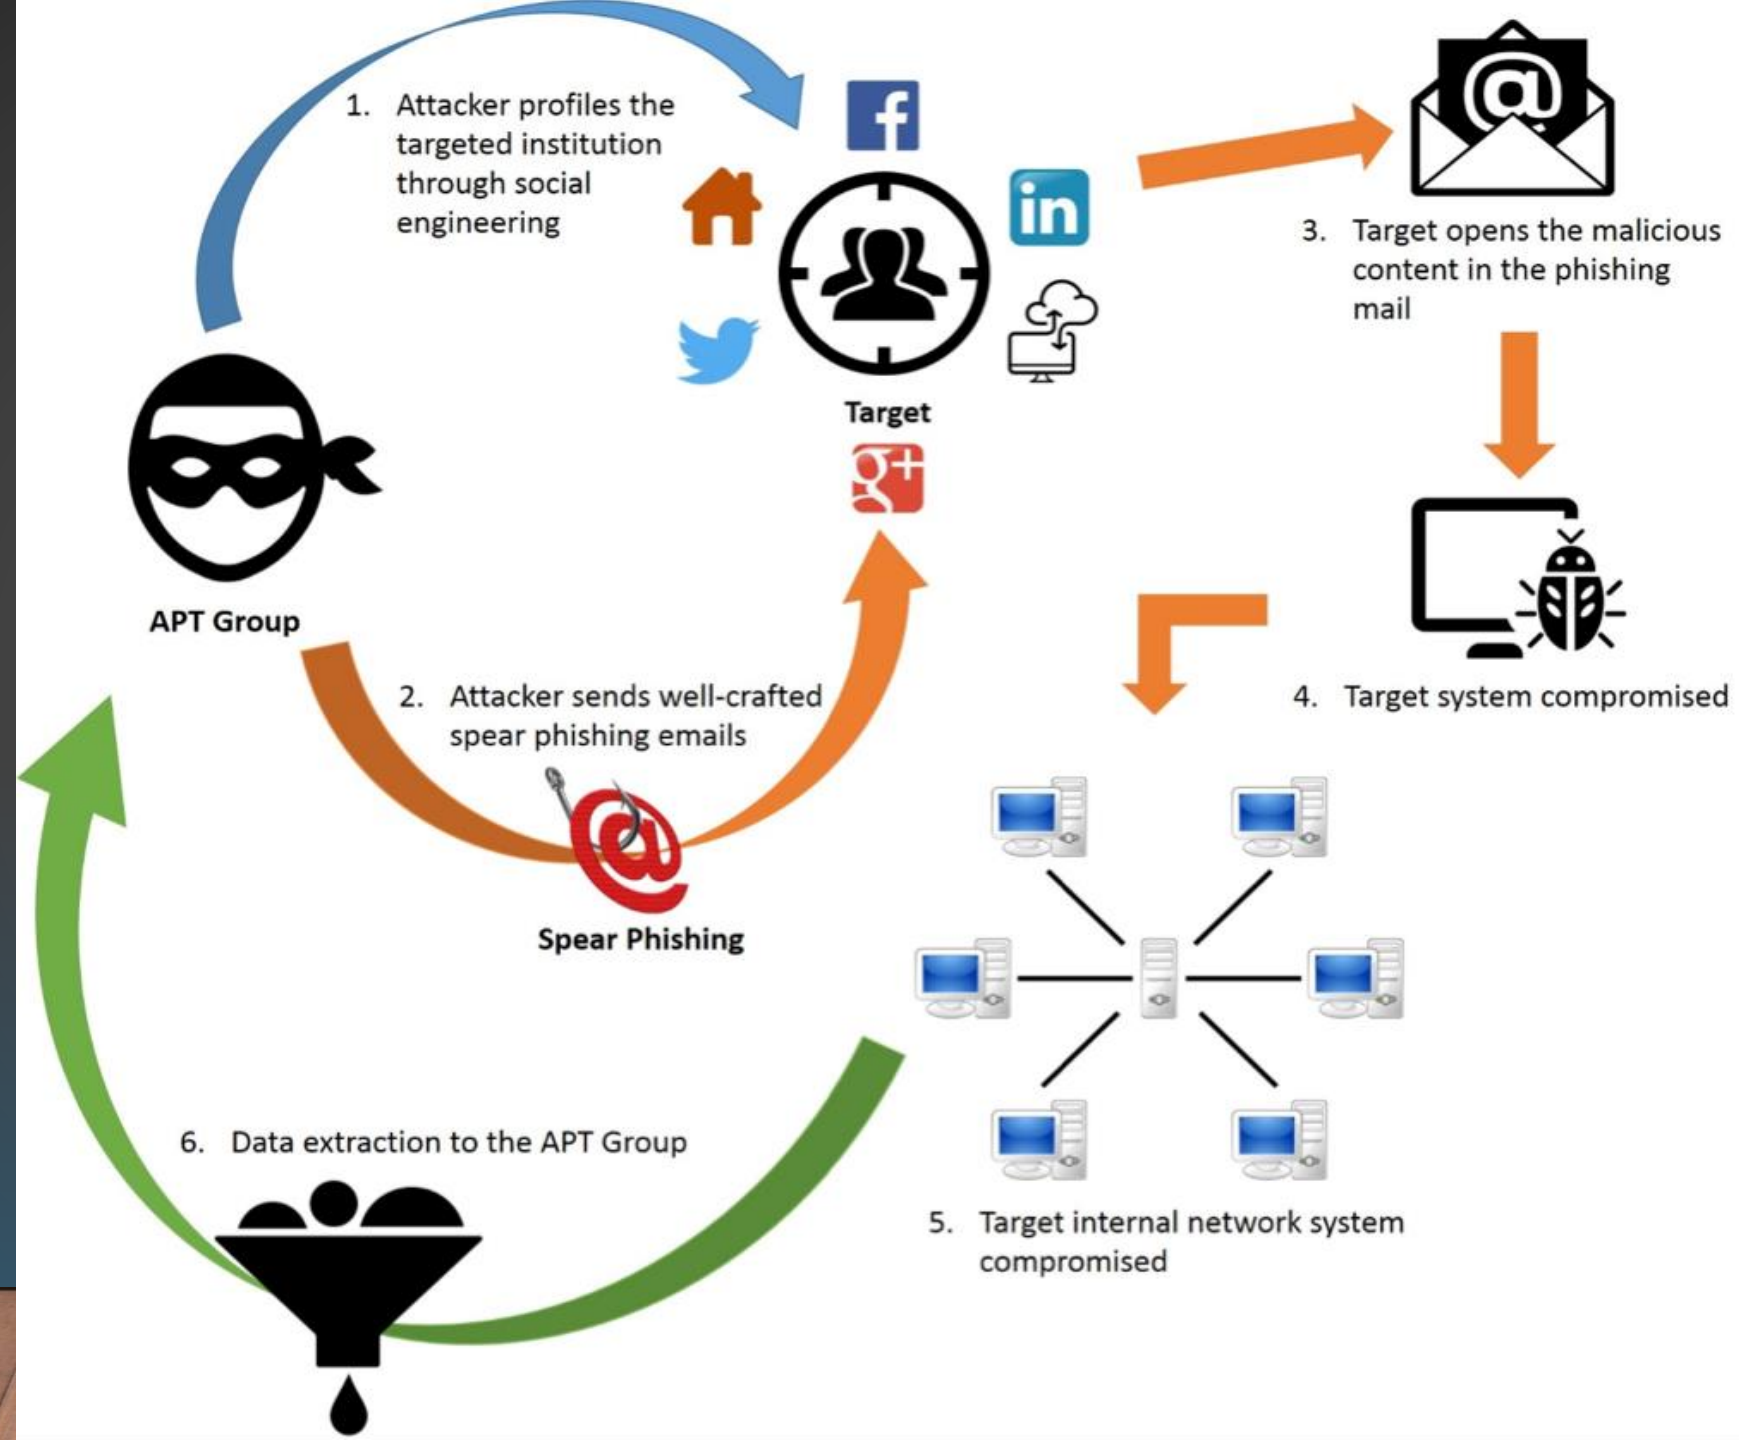 1. Attacker profiles the
targeted institution
through social
engineering
f
in
Target
g+
@
3. Target opens the malicious
content in the phishing
mail
APT Group
2. Attacker sends well-crafted
spear phishing emails
@
Spear Phishing
4. Target system compromised
5. Target internal network system
compromised
6. Data extraction to the APT Group